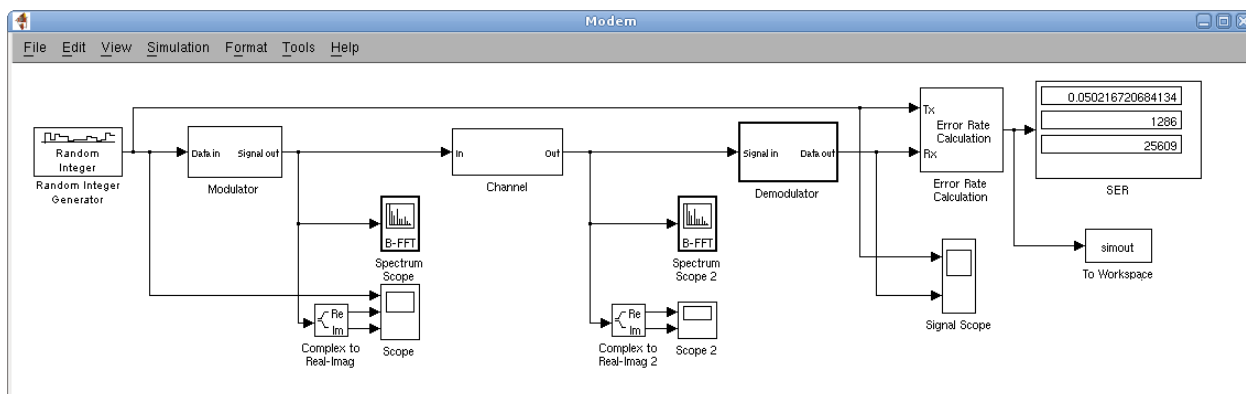 Modem
File Edit View Simulation Format Tools Help
Random
Integer
Random Integer
Generator
Data in Signal out
Modulator
In Out
Channel
Signal in Data out
Demodulator
Tx
Rx
Error Rate
Calculation
Error Rate
Calculation
0.050216720684134
1286
25609
SER
simout
To Workspace
B-FFT
Spectrum
Scope
B-FFT
Spectrum
Scope 2
Re
Im
Complex to
Real-Imag
Scope
Re
Im
Complex to
Real-Imag 2
Scope 2
Signal Scope